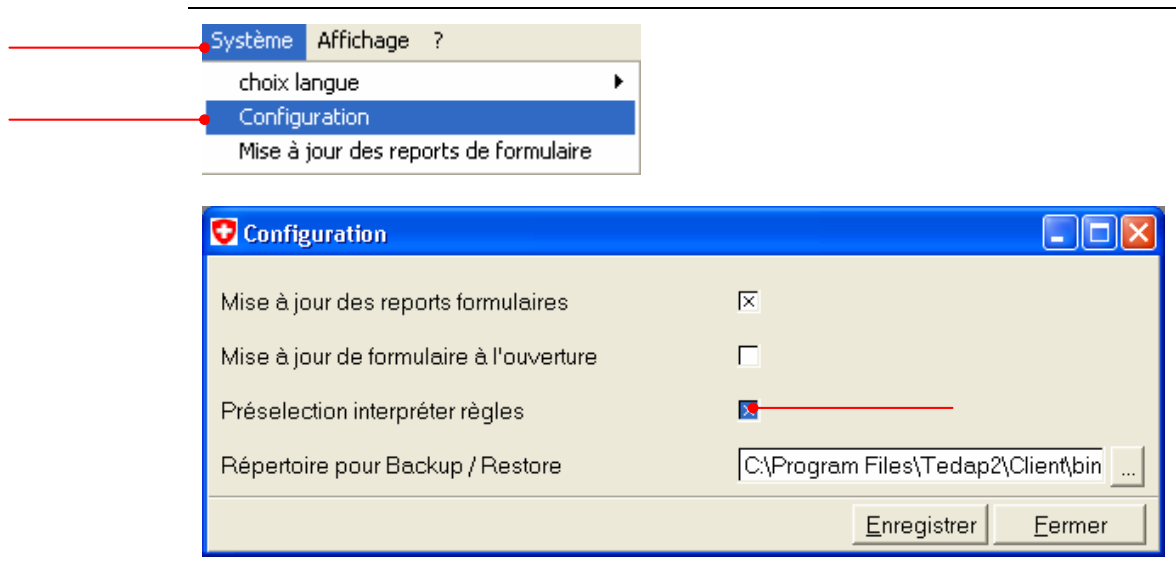 Système Affichage ?
choix langue
Configuration
Mise à jour des reports de formulaire
Configuration
Mise à jour des reports formulaires
Mise à jour de formulaire à l'ouverture
Préselection interpréter règles
Répertoire pour Backup / Restore C:\Program Files\Tedap2\Client\bin ...
Enregistrer Fermer